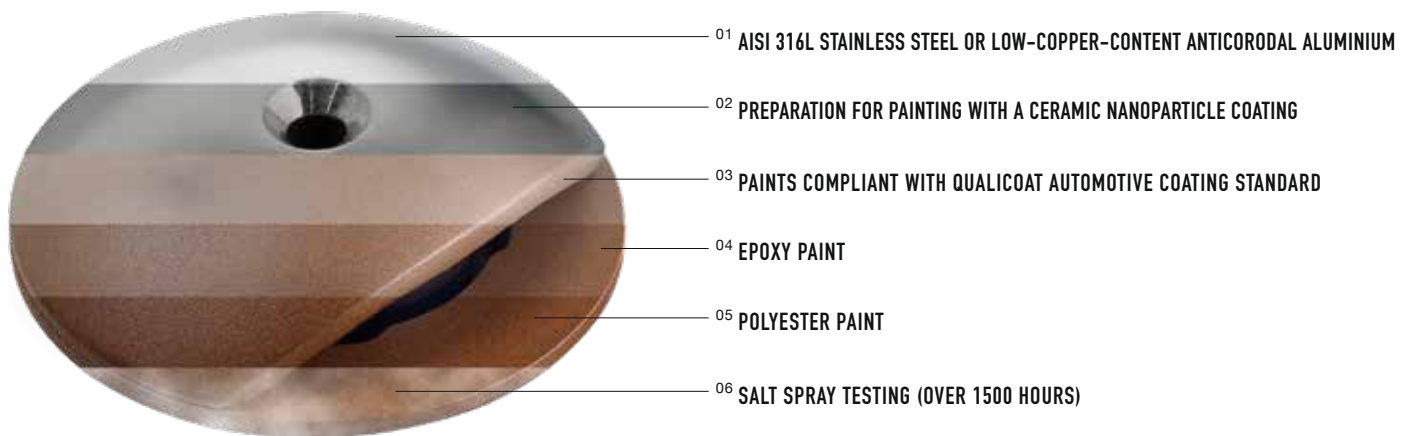 01 AISI 316L STAINLESS STEEL OR LOW-COPPER-CONTENT ANTICORODAL ALUMINIUM
02 PREPARATION FOR PAINTING WITH A CERAMIC NANOPARTICLE COATING
03 PAINTS COMPLIANT WITH QUALICOAT AUTOMOTIVE COATING STANDARD
04 EPOXY PAINT
05 POLYESTER PAINT
06 SALT SPRAY TESTING (OVER 1500 HOURS)